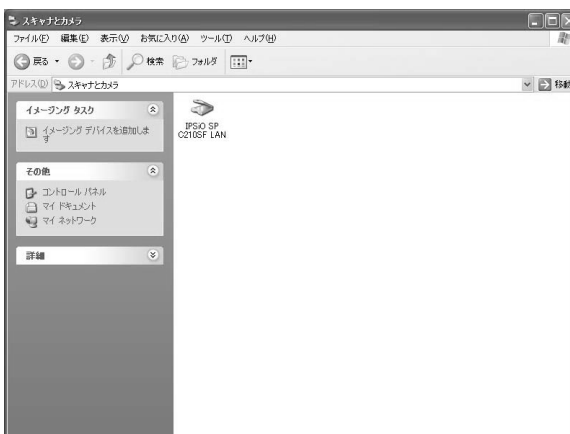 スキャナとカメラ
ファイル(F) 編集(E) 表示(V) お気に入り(A) ツール(T) ヘルプ(H)
戻る 検索 フォルダ
アドレス(D) スキャナとカメラ 移動
イメージング タスク
イメージング デバイスを追加しま
す
IPSiO SP
C210SF LAN
その他
コントロール パネル
マイ ドキュメント
マイ ネットワーク
詳細